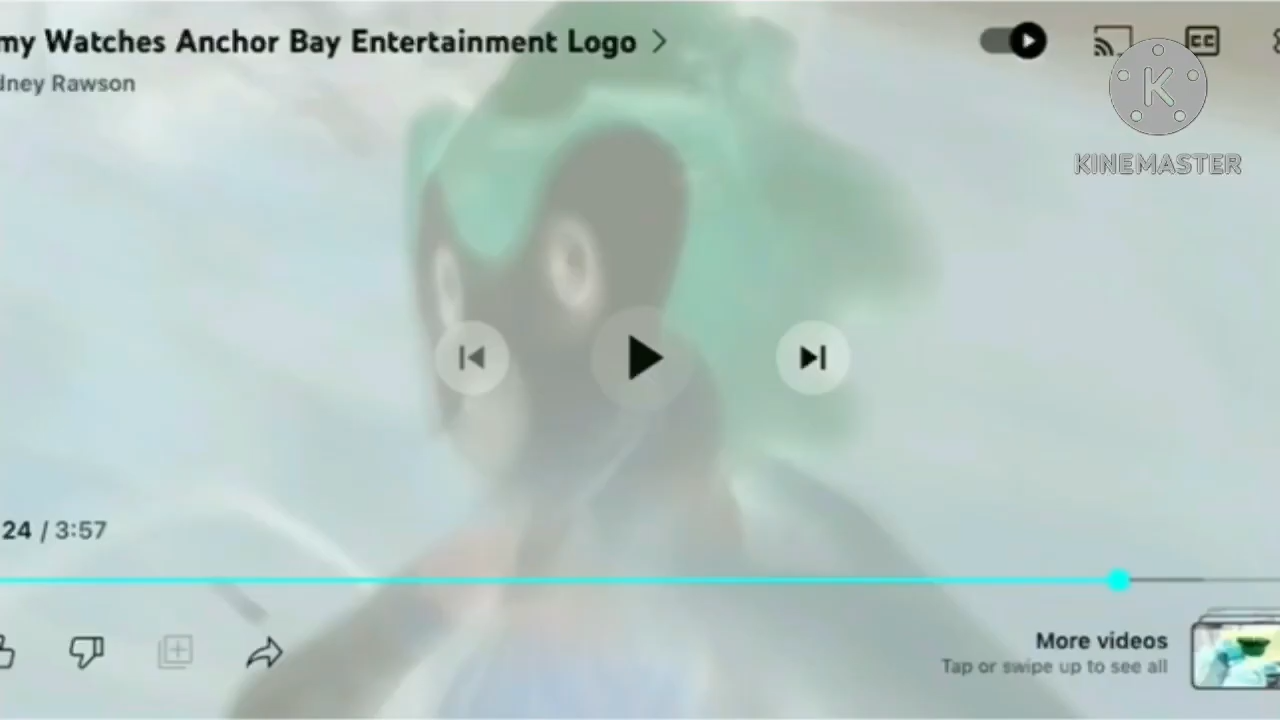 my Watches Anchor Bay Entertainment Logo
dney Rawson
CC
K
KINEMASTER
24 / 3:57
More videos
Tap or swipe up to see all